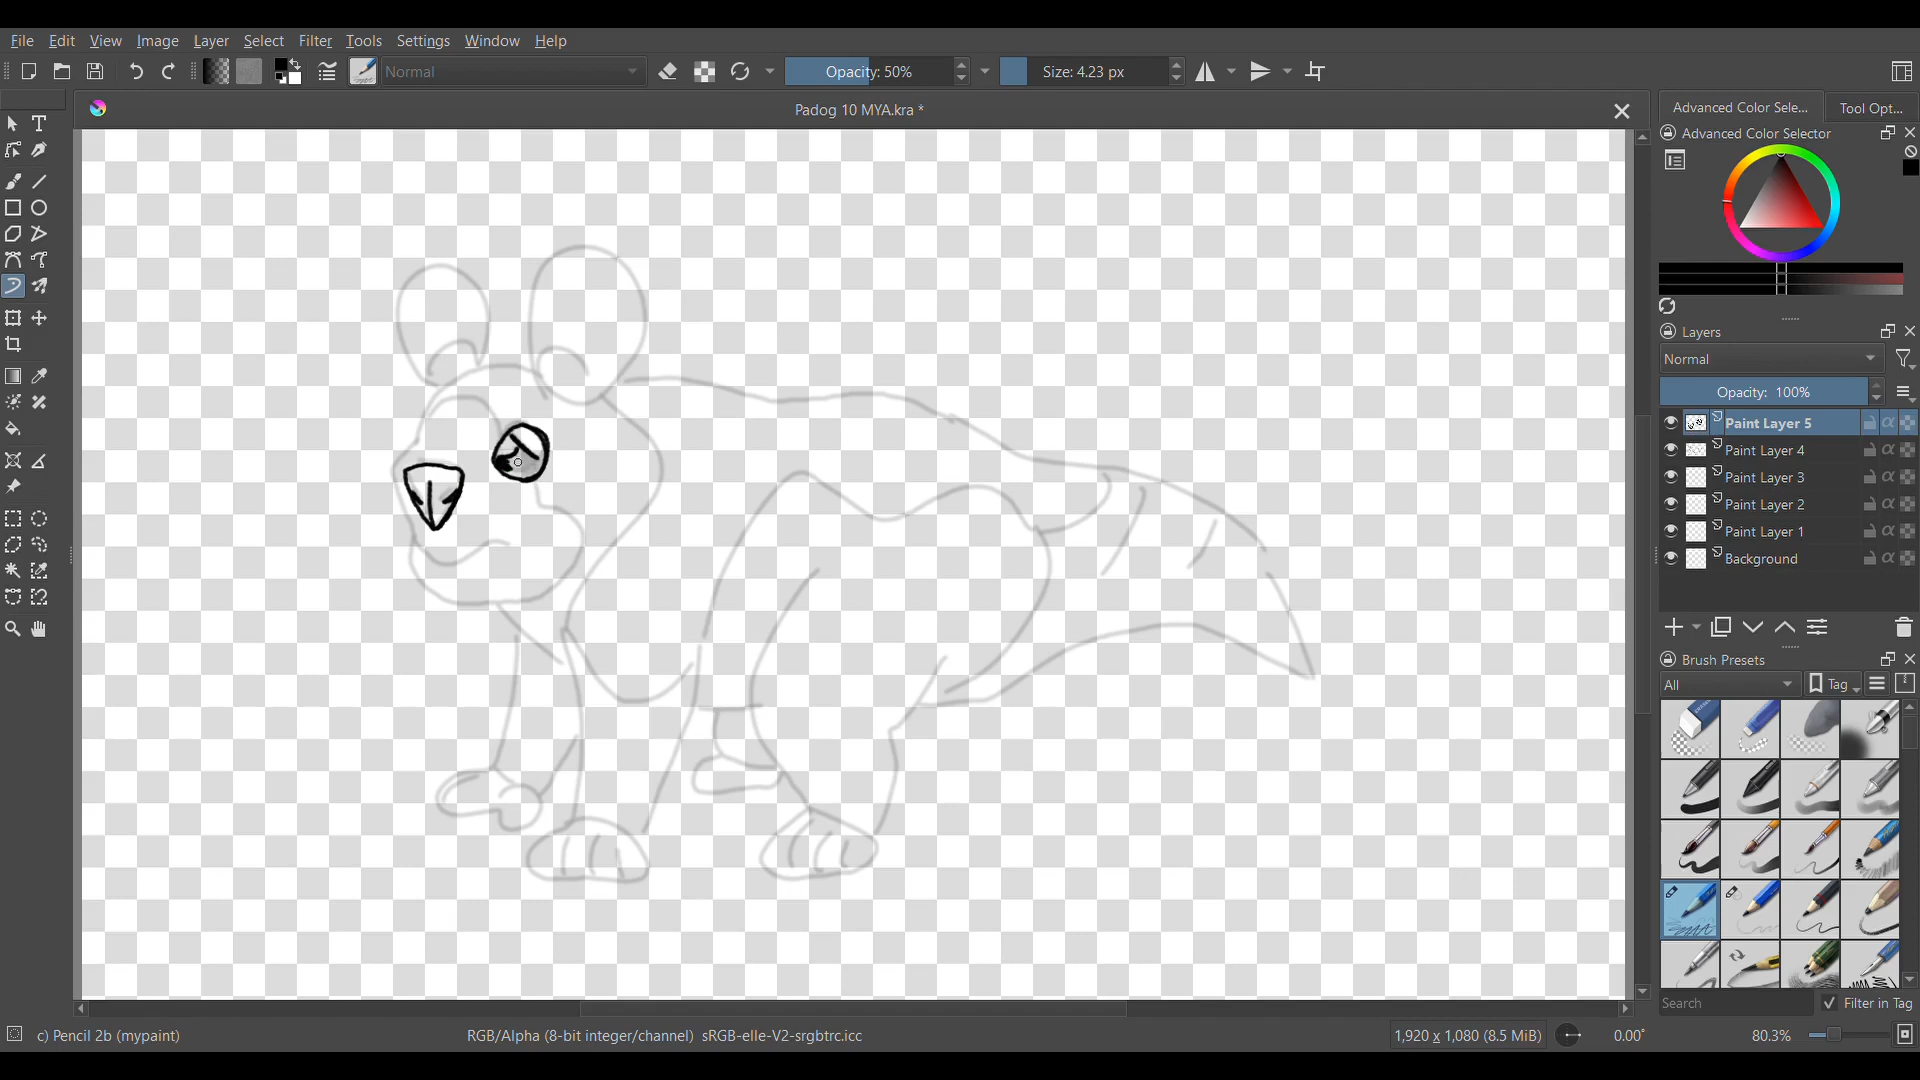 File Edit View Image Layer Select Filter Tools Settings Window Help
Normal Opacity: 50% Size: 4.23 px
Padog 10 MYA.kra *
Advanced Color Sele... Tool Opt...
Advanced Color Selector
Layers
Normal
Opacity: 100%
Paint Layer 5
Paint Layer 4
Paint Layer 3
Paint Layer 2
Paint Layer 1
Background
Brush Presets
All Tag
Search Filter in Tag
c) Pencil 2b (mypaint) RGB/Alpha (8-bit integer/channel) sRGB-elle-V2-srgbtrc.icc 1,920 x 1,080 (8.5 MiB) 0.00° 80.3%